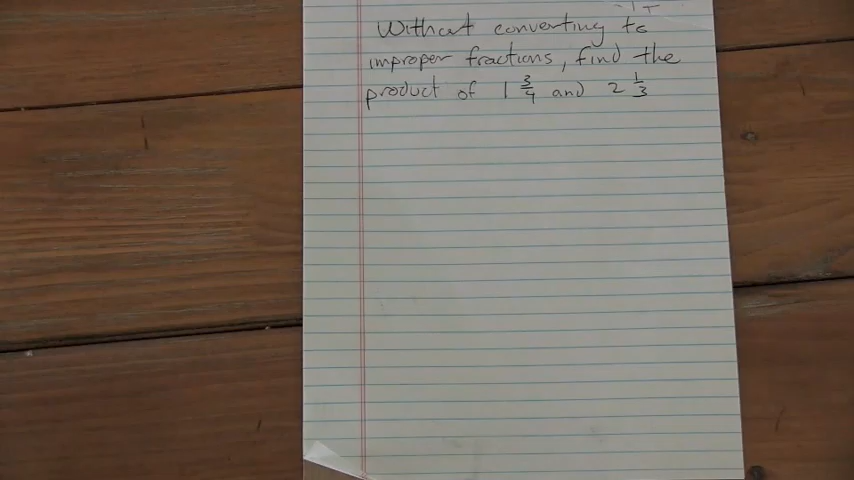 Without converting to
improper fractions, find the
product of 1 3/4 and 2 1/3